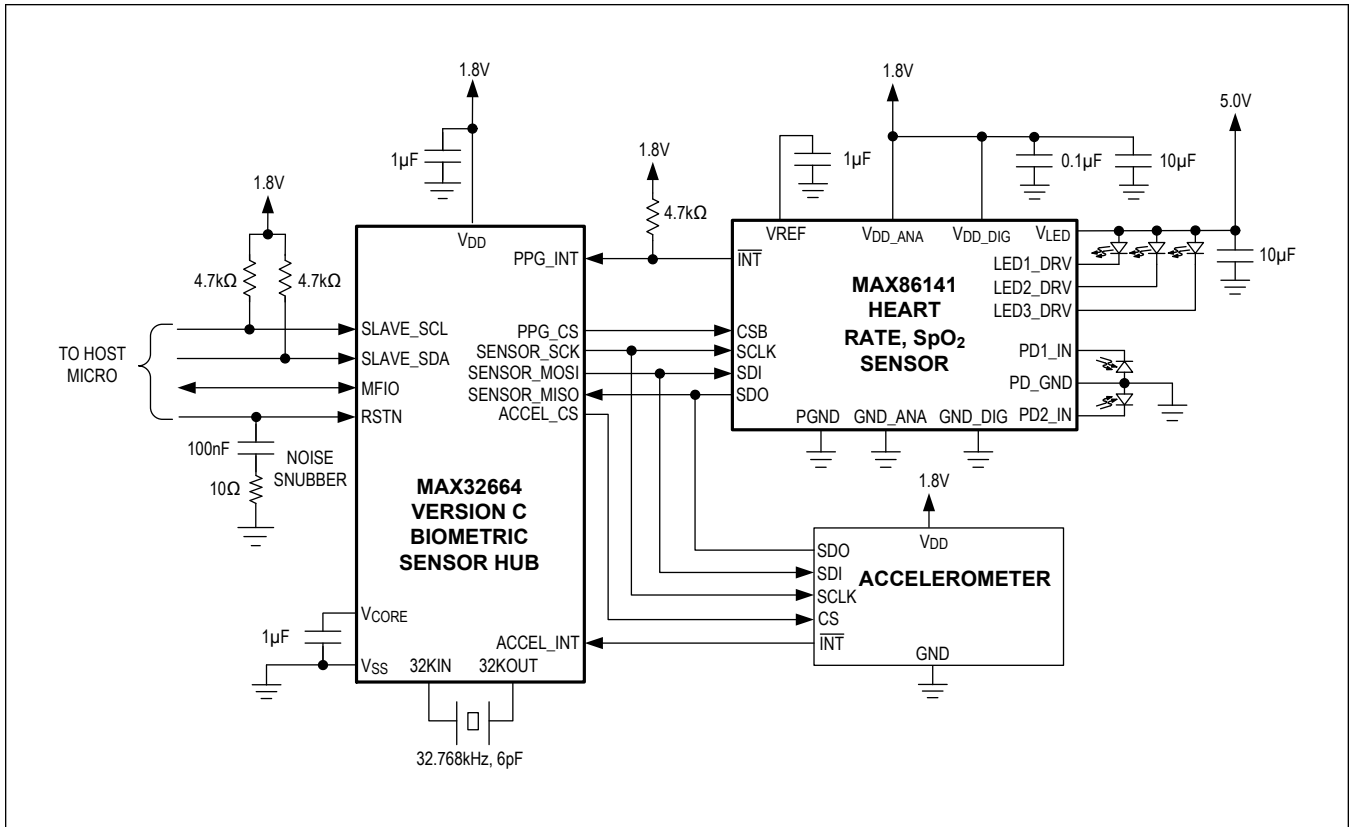 1.8V
1µF
1.8V
4.7kΩ
4.7kΩ
TO HOST
MICRO
100nF
10Ω
NOISE
SNUBBER
1µF
VDD
PPG_INT
SLAVE_SCL
SLAVE_SDA
MFIO
RSTN
PPG_CS
SENSOR_SCK
SENSOR_MOSI
SENSOR_MISO
ACCEL_CS
MAX32664
VERSION C
BIOMETRIC
SENSOR HUB
VCORE
VSS
32KIN
32KOUT
ACCEL_INT
32.768kHz, 6pF
1.8V
4.7kΩ
1µF
1.8V
0.1µF
10µF
5.0V
10µF
VREF
VDD_ANA
VDD_DIG
VLED
INT
LED1_DRV
LED2_DRV
LED3_DRV
MAX86141
HEART
RATE, SpO2
SENSOR
CSB
SCLK
SDI
SDO
PD1_IN
PD_GND
PD2_IN
PGND
GND_ANA
GND_DIG
1.8V
VDD
SDO
SDI
SCLK
CS
INT
ACCELEROMETER
GND